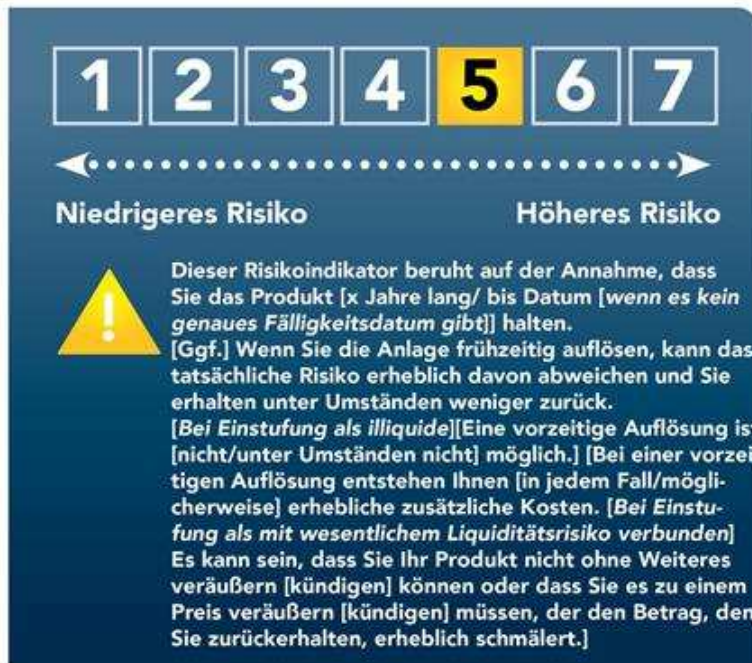 1 2 3 4 5 6 7
Niedrigeres Risiko Höheres Risiko
!
Dieser Risikoindikator beruht auf der Annahme, dass
Sie das Produkt [x Jahre lang/ bis Datum [wenn es kein
genaues Fälligkeitsdatum gibt]] halten.
[Ggf.] Wenn Sie die Anlage frühzeitig auflösen, kann das
tatsächliche Risiko erheblich davon abweichen und Sie
erhalten unter Umständen weniger zurück.
[Bei Einstufung als illiquide][Eine vorzeitige Auflösung ist
[nicht/unter Umständen nicht] möglich.] [Bei einer vorzei
tigen Auflösung entstehen Ihnen [in jedem Fall/mögli-
cherweise] erhebliche zusätzliche Kosten. [Bei Einstu-
fung als mit wesentlichem Liquiditätsrisiko verbunden]
Es kann sein, dass Sie Ihr Produkt nicht ohne Weiteres
veräußern [kündigen] können oder dass Sie es zu einem
Preis veräußern [kündigen] müssen, der den Betrag, den
Sie zurückerhalten, erheblich schmälert.]